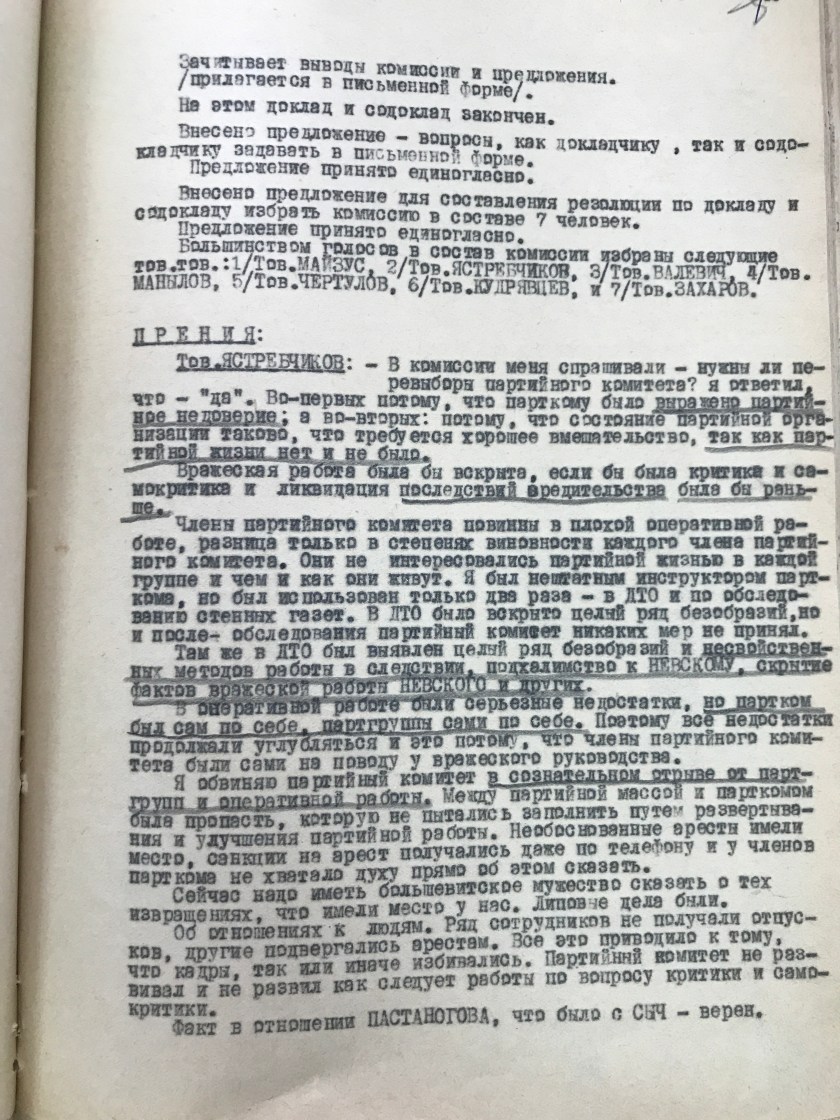 Зачитывает выводы комиссии и предложения.
/прилагается в письменной форме/.
На этом доклад и содоклад закончен.
Внесено предложение – вопросы, как докладчику , так и содо-
кладчику задавать в письменной форме.
Предложение принято единогласно.
Внесено предложение для составления резолюции по докладу и
содокладу избрать комиссию в составе 7 человек.
Предложение принято единогласно.
Большинством голосов в состав комиссии избраны следующие
тов.тов.:1/Тов.МАЙЗУС, 2/Тов.ЯСТРЕБЧИКОВ, 3/Тов.ВАЛЕВИЧ, 4/Тов.
МАНЫЛОВ, 5/Тов.ЧЕРТУЛОВ, 6/Тов.КУДРЯВЦЕВ, и 7/Тов.ЗАХАРОВ.
П Р Е Н И Я:
Тов.ЯСТРЕБЧИКОВ: – В комиссии меня спрашивали – нужны ли пе-
ревыборы партийного комитета? я ответил,
что – "да". Во-первых потому, что парткому было выражено партий-
ное недоверие; а во-вторых: потому, что состояние партийной орга-
низации таково, что требуется хорошее вмешательство, так как пар-
тийной жизни нет и не было.
Вражеская работа была бы вскрыта, если бы была критика и са-
мокритика и ликвидация последствий вредительства была бы рань-
ше.
Члены партийного комитета повинны в плохой оперативной ра-
боте, разница только в степенях виновности каждого члена партий-
ного комитета. Они не интересовались партийной жизнью в каждой
группе и чем и как они живут. Я был нештатным инструктором парт-
кома, но был использован только два раза – в ДТО и по обследо-
ванию стенных газет. В ДТО было вскрыто целый ряд безобразий,но
и после- обследования партийный комитет никаких мер не принял.
Там же в ДТО был выявлен целый ряд безобразий и несвойствен-
ных методов работы в следствии, подхалимство к НЕВСКОМУ, скрытие
фактов вражеской работы НЕВСКОГО и других.
В оперативной работе были серьезные недостатки, но партком
был сам по себе, партгруппы сами по себе. Поэтому все недостатки
продолжали углубляться и это потому, что члены партийного коми-
тета были сами на поводу у вражеского руководства.
Я обвиняю партийный комитет в сознательном отрыве от парт-
групп и оперативной работы. Между партийной массой и парткомом
была пропасть, которую не пытались заполнить путем развертыва-
ния и улучшения партийной работы. Необоснованные аресты имели
место, санкции на арест получались даже по телефону и у членов
парткома не хватало духу прямо об этом сказать.
Сейчас надо иметь большевитское мужество сказать о тех
извращениях, что имели место у нас. Липовые дела были.
Об отношениях к людям. Ряд сотрудников не получали отпус-
ков, другие подвергались арестам. Все это приводило к тому,
что кадры, так или иначе избивались. Партийный комитет не раз-
вивал и не развил как следует работы по вопросу критики и само-
критики.
Факт в отношении ПАСТАНОГОВА, что было с СЫЧ – верен.